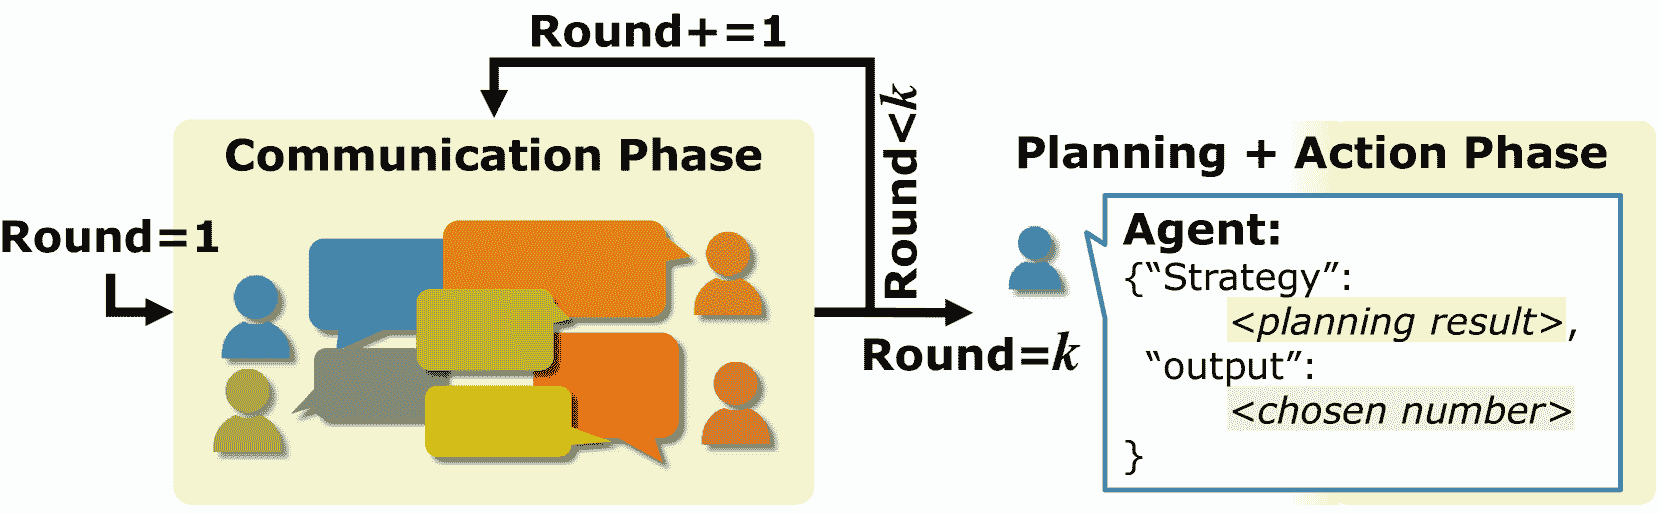 Round+=1
Communication Phase
Round=1
Round<k
Round=k
Planning + Action Phase
Agent:
{“Strategy”:
<planning result>,
“output”:
<chosen number>
}